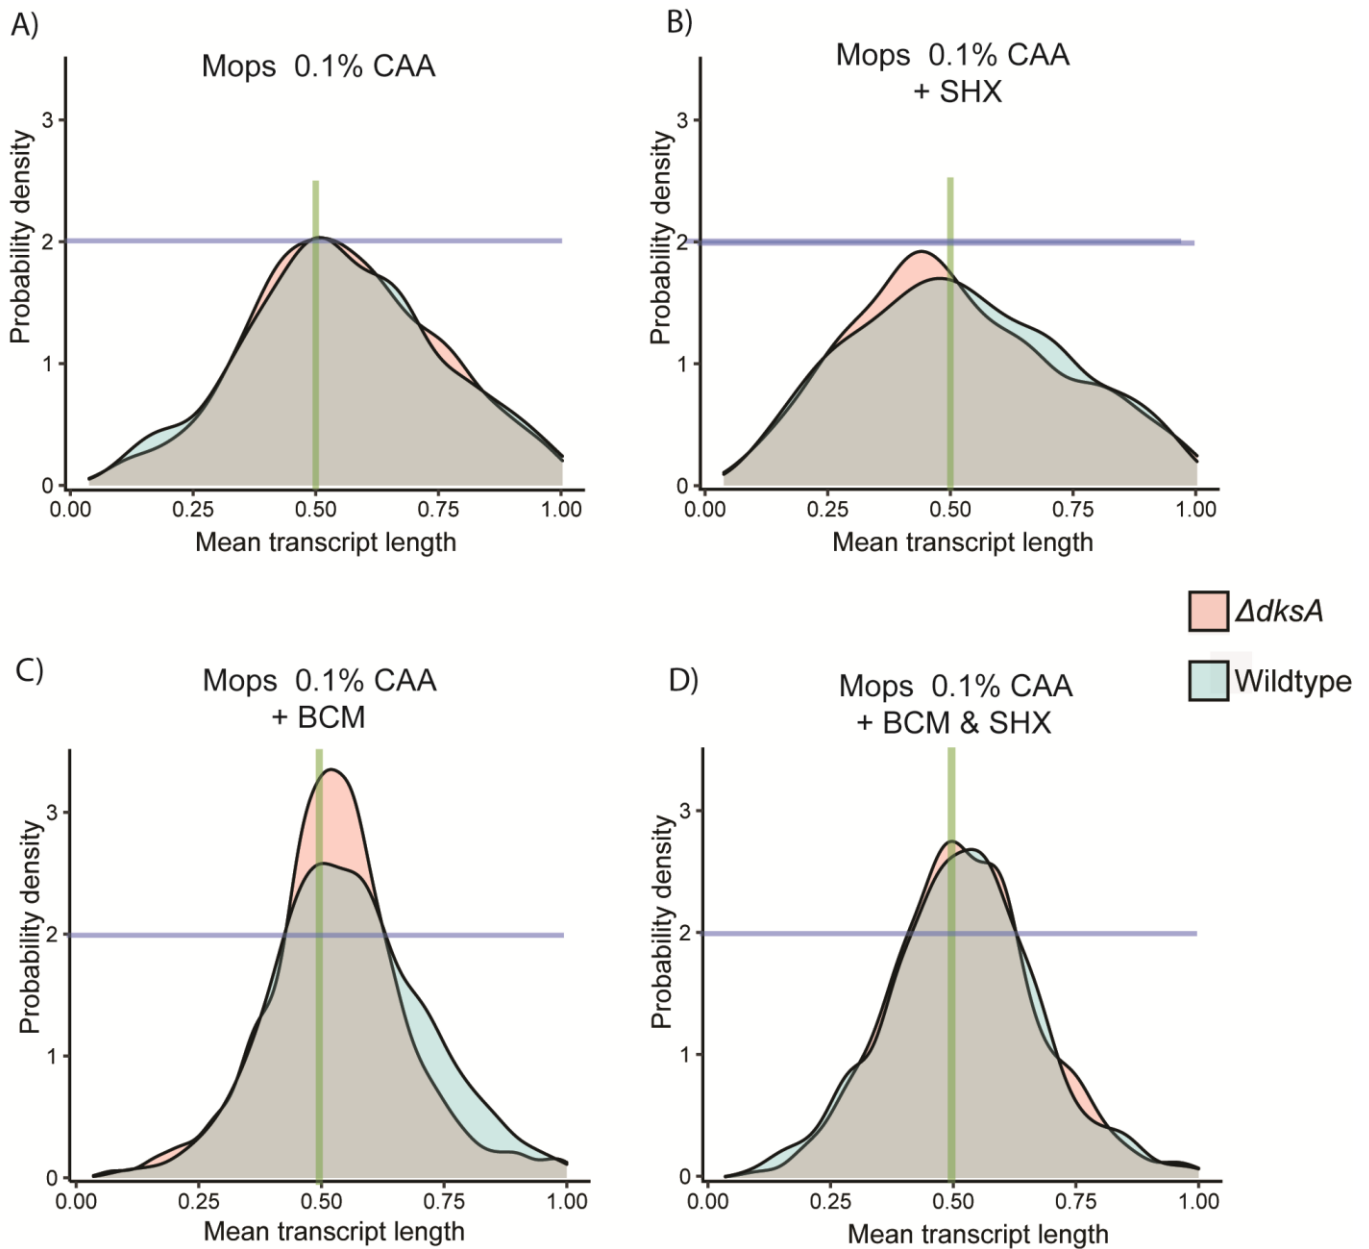 A)
Mops 0.1% CAA
Probability density
3
2
1
0
0.00 0.25 0.50 0.75 1.00
Mean transcript length
B)
Mops 0.1% CAA
+ SHX
Probability density
3
2
1
0
0.00 0.25 0.50 0.75 1.00
Mean transcript length
ΔdksA
Wildtype
C)
Mops 0.1% CAA
+ BCM
Probability density
3
2
1
0
0.00 0.25 0.50 0.75 1.00
Mean transcript length
D)
Mops 0.1% CAA
+ BCM & SHX
Probability density
3
2
1
0
0.00 0.25 0.50 0.75 1.00
Mean transcript length